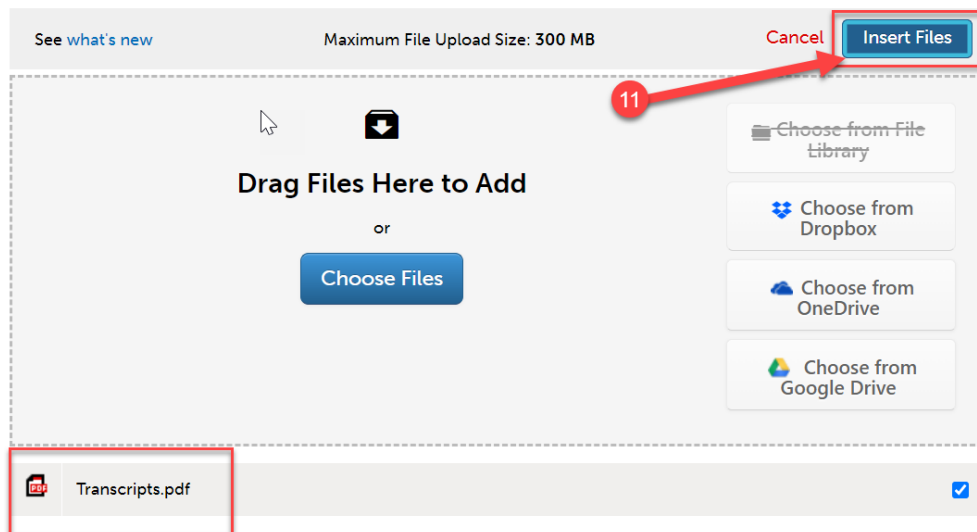 See what's new
Maximum File Upload Size: 300 MB
Cancel
Insert Files
11
Drag Files Here to Add
or
Choose Files
Choose from File
Library
Choose from
Dropbox
Choose from
OneDrive
Choose from
Google Drive
PDF
Transcripts.pdf